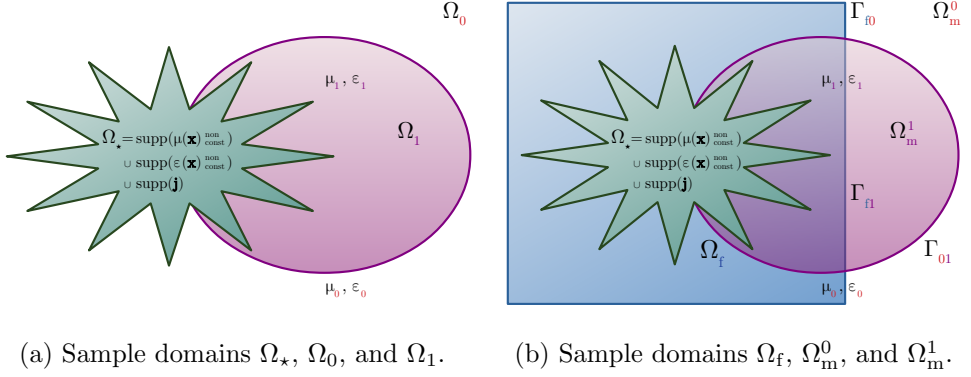 Ω₀
μ₁, ε₁
Ω₁
Ω⋆ = supp(μ(𝐱) non const)
∪ supp(ε(𝐱) non const)
∪ supp(𝐣)
μ₀, ε₀
(a) Sample domains Ω⋆, Ω₀, and Ω₁.
Γf0
Ωm⁰
μ₁, ε₁
Ωm¹
Ω⋆ = supp(μ(𝐱) non const)
∪ supp(ε(𝐱) non const)
∪ supp(𝐣)
Γf1
Ωf
Γ01
μ₀, ε₀
(b) Sample domains Ωf, Ωm⁰, and Ωm¹.